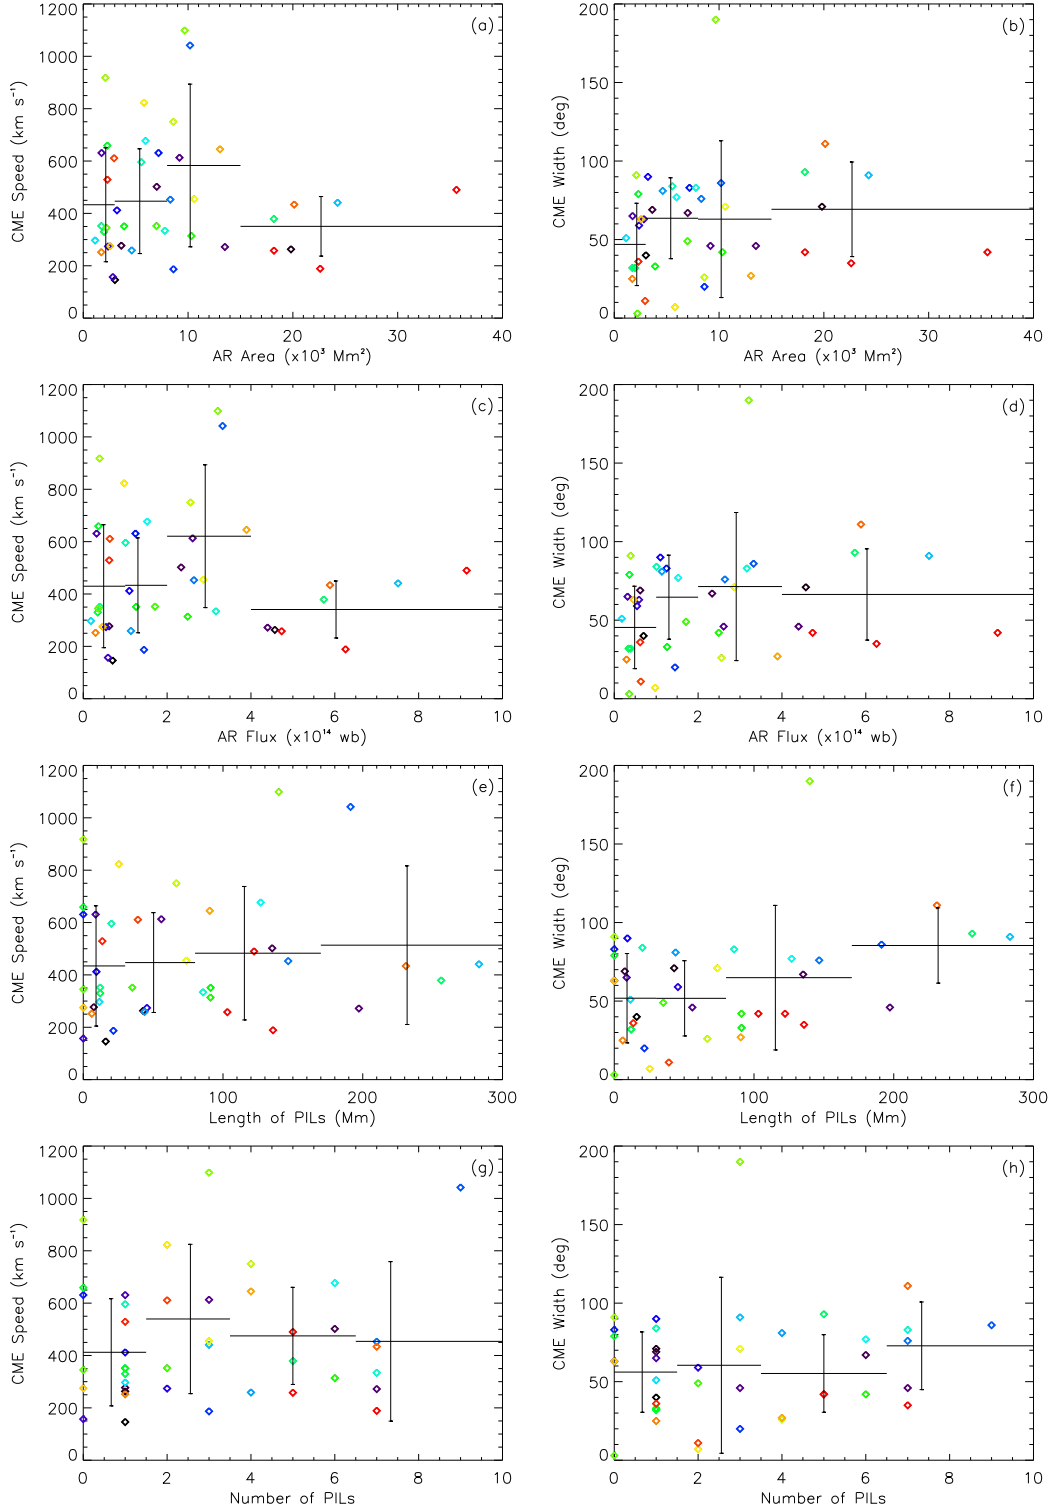 (a)
CME Speed (km s⁻¹)
1200
1000
800
600
400
200
0
0 10 20 30 40
AR Area (x10³ Mm²)
(b)
CME Width (deg)
200
150
100
50
0
0 10 20 30 40
AR Area (x10³ Mm²)
(c)
CME Speed (km s⁻¹)
1200
1000
800
600
400
200
0
0 2 4 6 8 10
AR Flux (x10¹⁴ wb)
(d)
CME Width (deg)
200
150
100
50
0
0 2 4 6 8 10
AR Flux (x10¹⁴ wb)
(e)
CME Speed (km s⁻¹)
1200
1000
800
600
400
200
0
0 100 200 300
Length of PILs (Mm)
(f)
CME Width (deg)
200
150
100
50
0
0 100 200 300
Length of PILs (Mm)
(g)
CME Speed (km s⁻¹)
1200
1000
800
600
400
200
0
0 2 4 6 8 10
Number of PILs
(h)
CME Width (deg)
200
150
100
50
0
0 2 4 6 8 10
Number of PILs